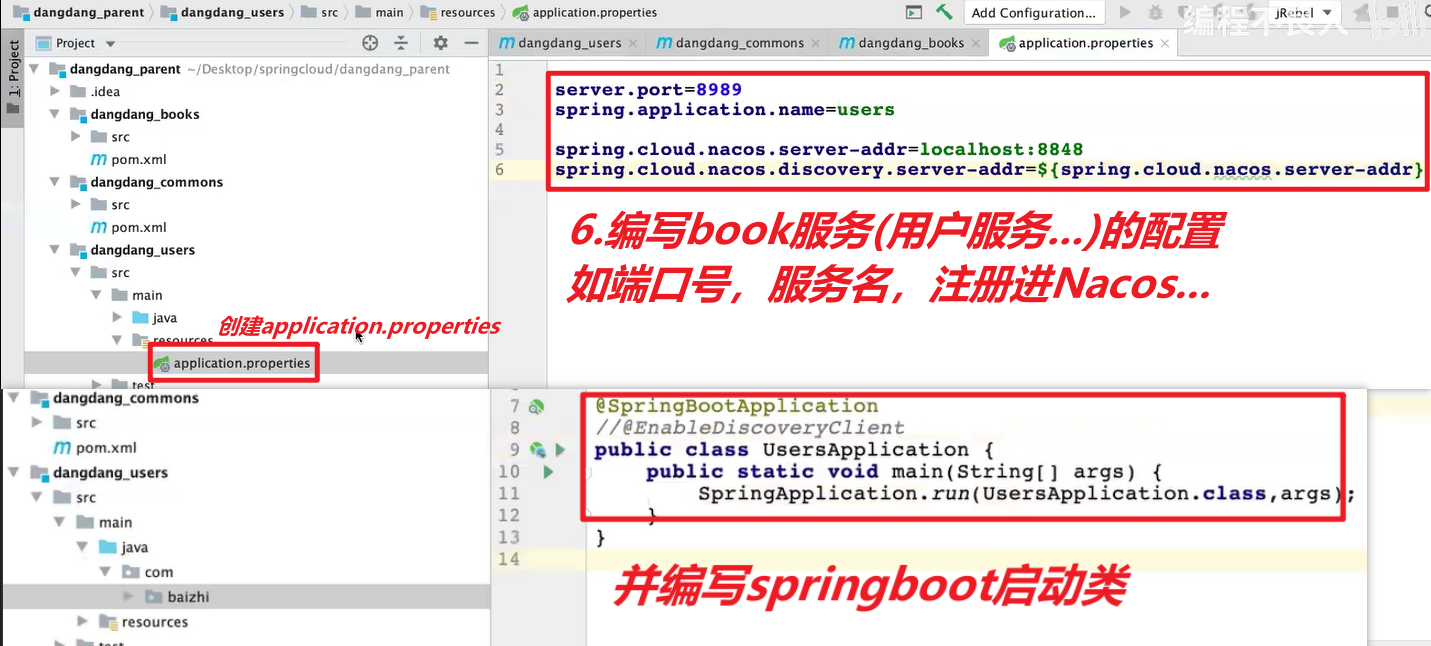 dangdang_parent dangdang_users src main resources application.properties
Add Configuration... JRebel
编程不良人
1: Project
Project
dangdang_users dangdang_commons dangdang_books application.properties
dangdang_parent ~/Desktop/springcloud/dangdang_parent
.idea
dangdang_books
src
pom.xml
dangdang_commons
src
pom.xml
dangdang_users
src
main
java
resources
application.properties
test
创建application.properties
1
2 server.port=8989
3 spring.application.name=users
4
5 spring.cloud.nacos.server-addr=localhost:8848
6 spring.cloud.nacos.discovery.server-addr=${spring.cloud.nacos.server-addr}
6.编写book服务(用户服务...)的配置
如端口号，服务名，注册进Nacos...
dangdang_commons
src
pom.xml
dangdang_users
src
main
java
com
baizhi
resources
test
7 @SpringBootApplication
8 //@EnableDiscoveryClient
9 public class UsersApplication {
10 public static void main(String[] args) {
11 SpringApplication.run(UsersApplication.class,args);
12 }
13 }
14
并编写springboot启动类